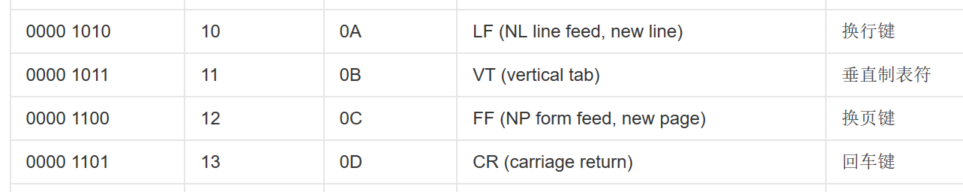 0000 1010 10 0A LF (NL line feed, new line) 换行键
0000 1011 11 0B VT (vertical tab) 垂直制表符
0000 1100 12 0C FF (NP form feed, new page) 换页键
0000 1101 13 0D CR (carriage return) 回车键